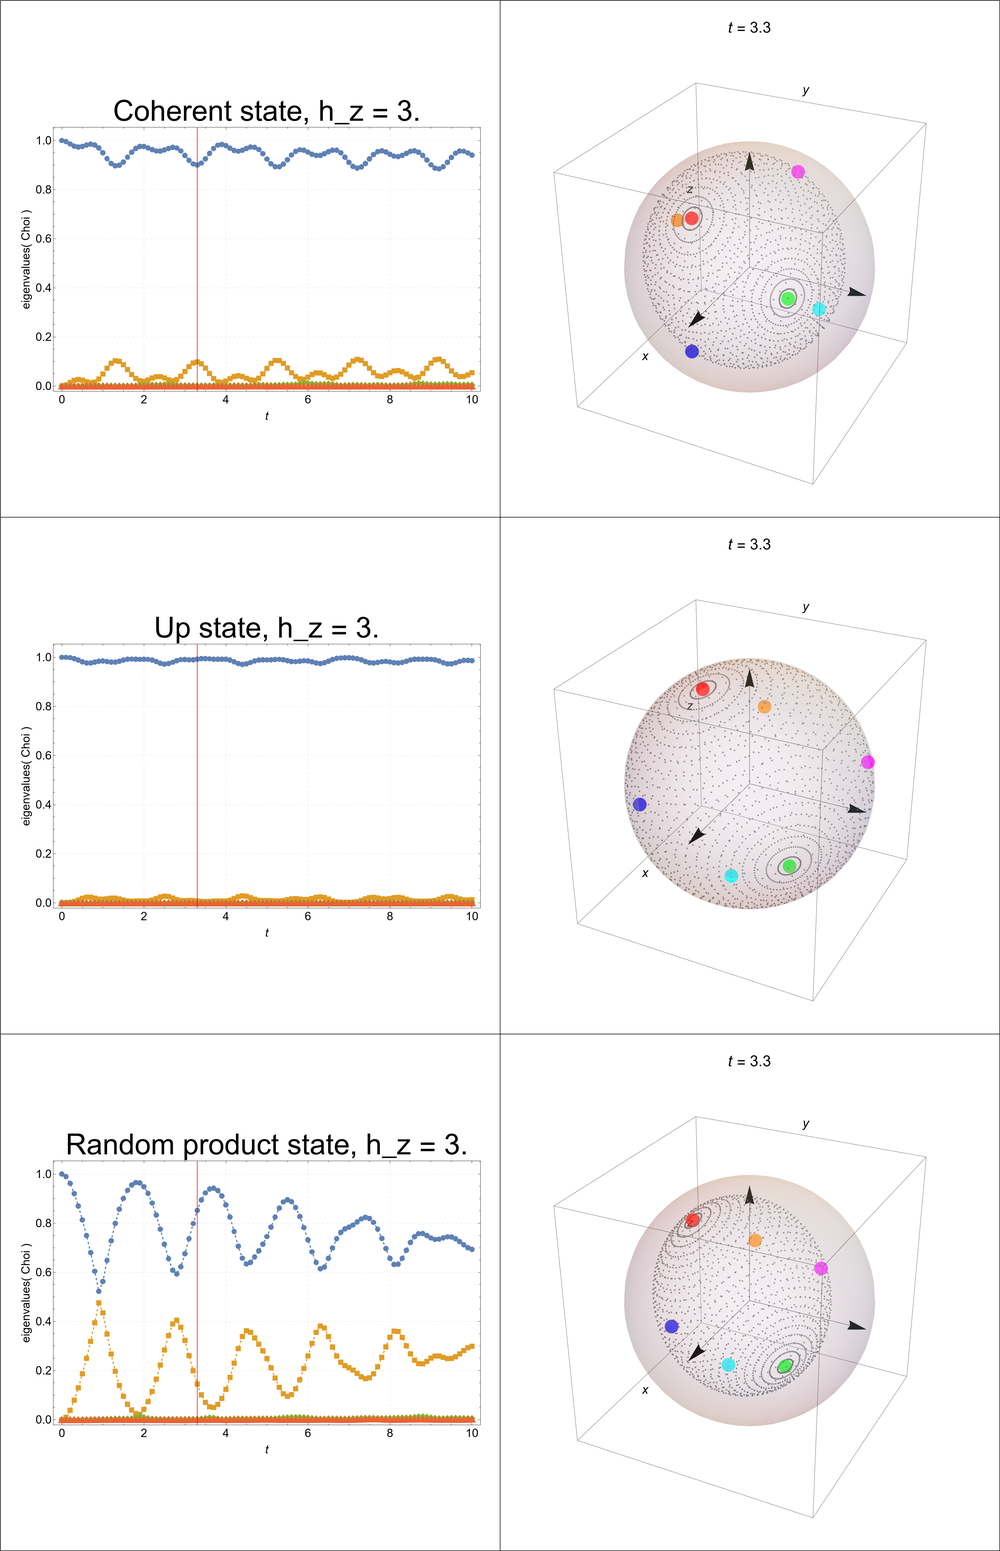 Coherent state, h_z = 3.
eigenvalues( Choi )
1.0
0.8
0.6
0.4
0.2
0.0
0 2 4 6 8 10
t
t = 3.3
y
z
x
Up state, h_z = 3.
eigenvalues( Choi )
1.0
0.8
0.6
0.4
0.2
0.0
0 2 4 6 8 10
t
t = 3.3
y
z
x
Random product state, h_z = 3.
eigenvalues( Choi )
1.0
0.8
0.6
0.4
0.2
0.0
0 2 4 6 8 10
t
t = 3.3
y
x